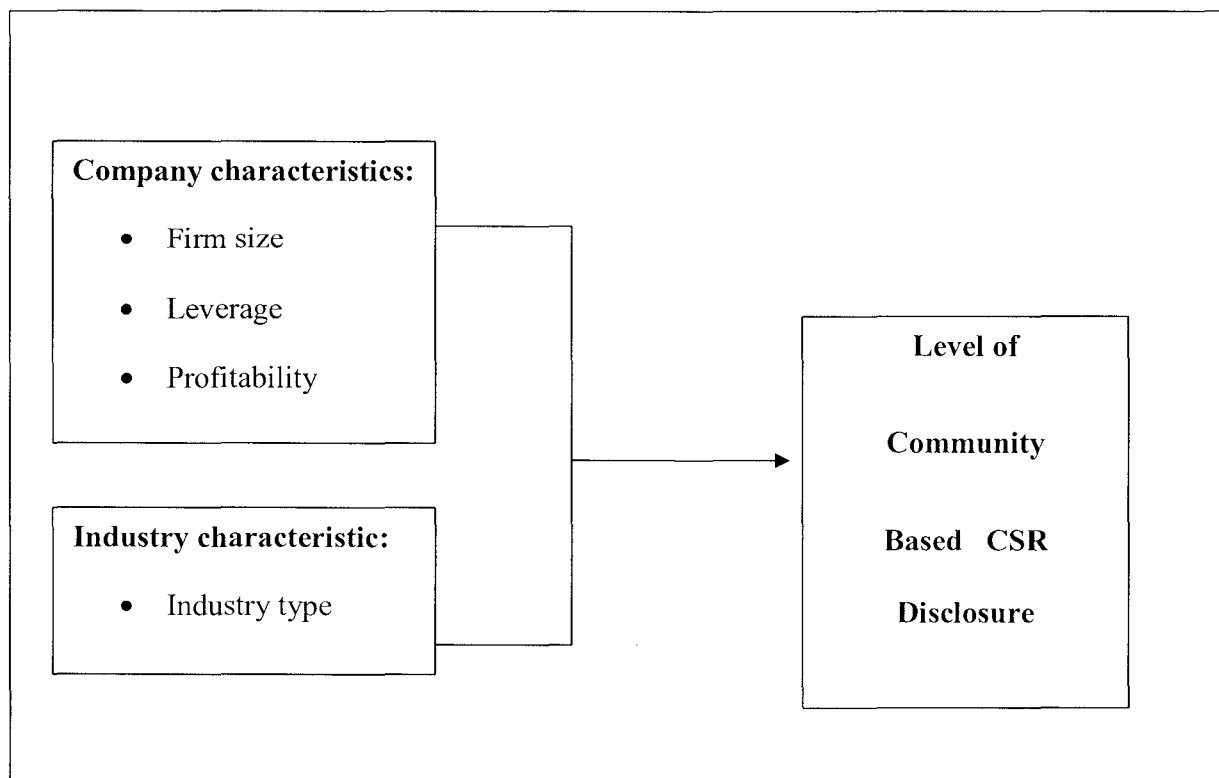 Company characteristics:
• Firm size
• Leverage
• Profitability
Industry characteristic:
• Industry type
Level of
Community
Based CSR
Disclosure